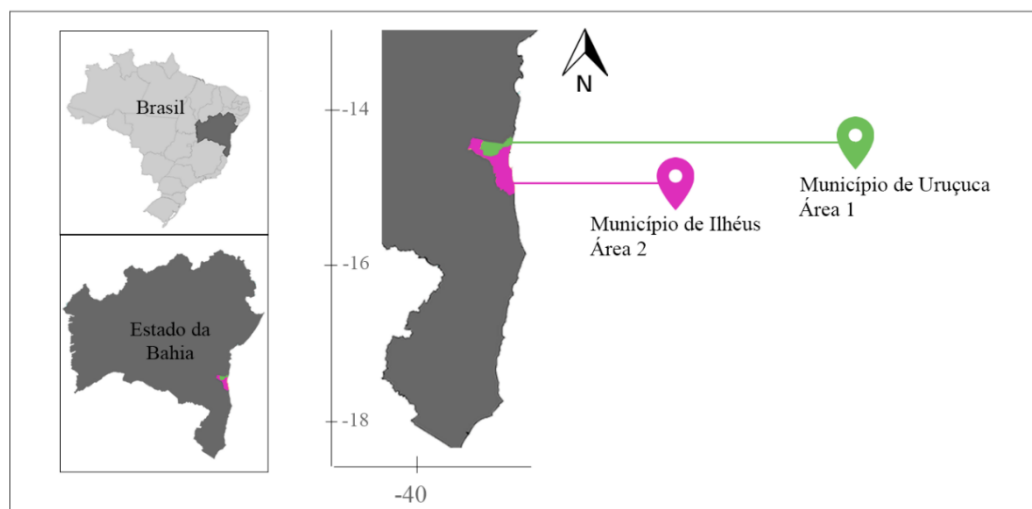 Brasil
Estado da
Bahia
-14
-16
-18
-40
N
Município de Uruçuca
Área 1
Município de Ilhéus
Área 2